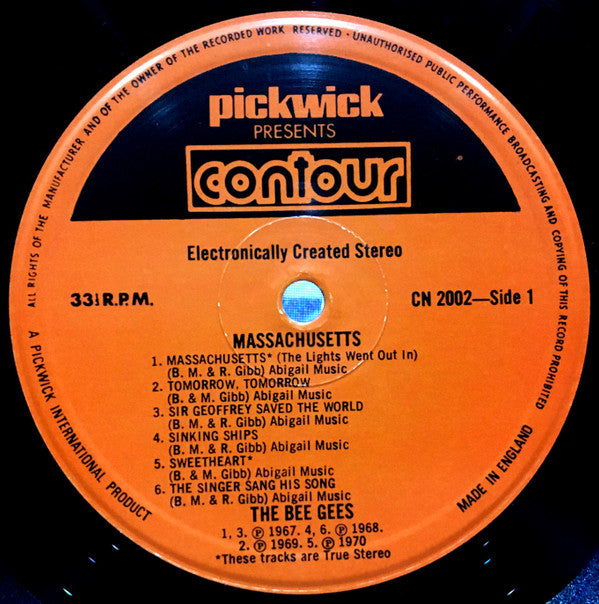 ALL RIGHTS OF THE MANUFACTURER AND OF THE OWNER OF THE RECORDED WORK RESERVED · UNAUTHORISED PUBLIC PERFORMANCE BROADCASTING AND COPYING OF THIS RECORD PROHIBITED
pickwick
PRESENTS
contour
Electronically Created Stereo
33⅓ R.P.M.
CN 2002—Side 1
MASSACHUSETTS
1. MASSACHUSETTS* (The Lights Went Out In)
(B. M. & R. Gibb) Abigail Music
2. TOMORROW, TOMORROW
(B. & M. Gibb) Abigail Music
3. SIR GEOFFREY SAVED THE WORLD
(B. M. & R. Gibb) Abigail Music
4. SINKING SHIPS
(B. M. & R. Gibb) Abigail Music
5. SWEETHEART*
(B. & M. Gibb) Abigail Music
6. THE SINGER SANG HIS SONG
(B. M. & R. Gibb) Abigail Music
THE BEE GEES
1, 3. ℗ 1967. 4, 6. ℗ 1968.
2. ℗ 1969. 5. ℗ 1970
*These tracks are True Stereo
A PICKWICK INTERNATIONAL PRODUCT
MADE IN ENGLAND